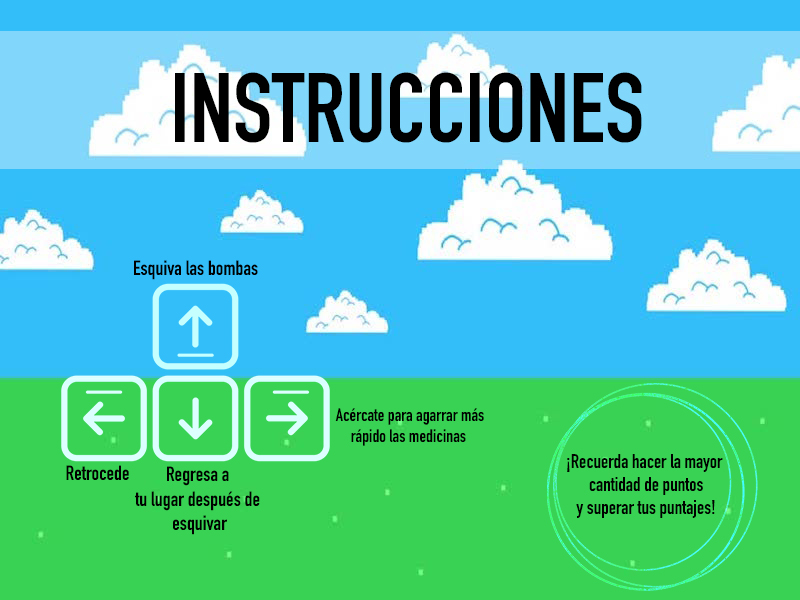 INSTRUCCIONES
Esquiva las bombas
Acércate para agarrar más
rápido las medicinas
Retrocede
Regresa a
tu lugar después de
esquivar
¡Recuerda hacer la mayor
cantidad de puntos
y superar tus puntajes!